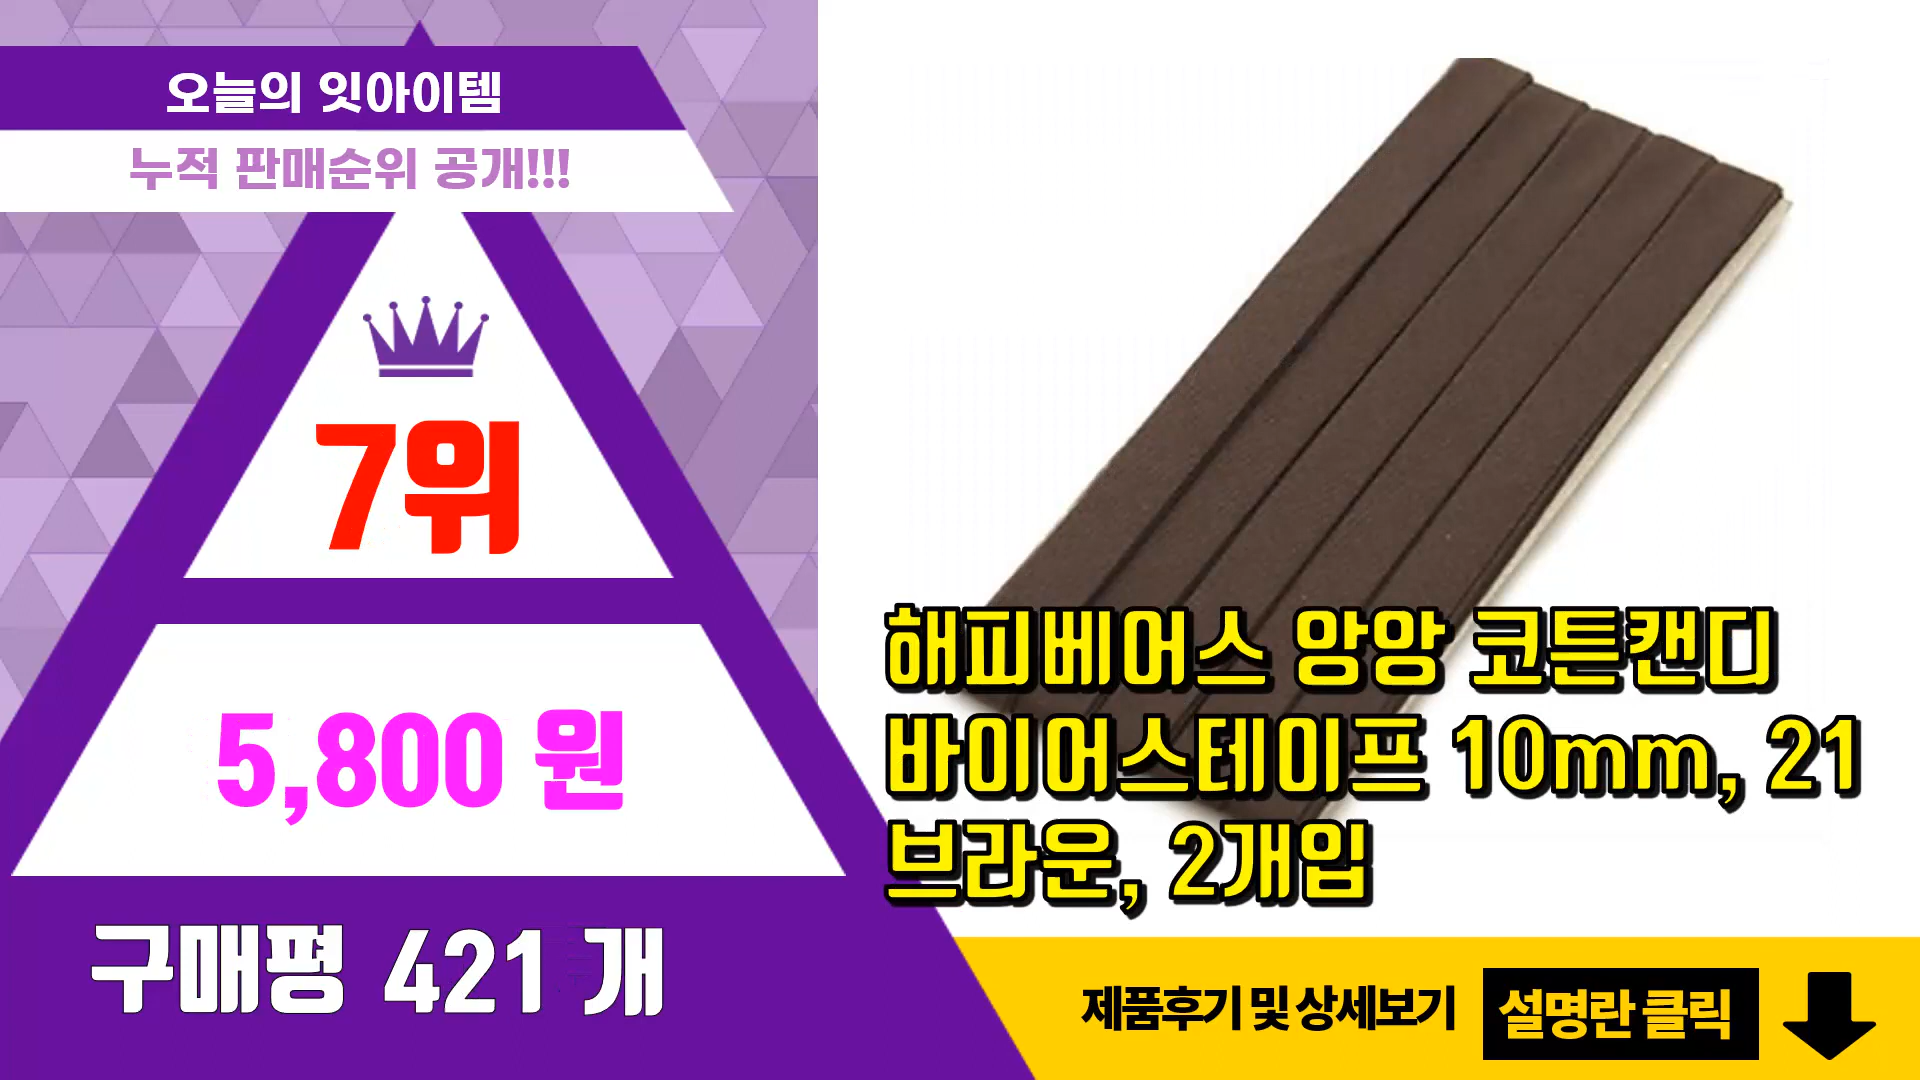 오늘의 잇아이템
누적 판매순위 공개!!!
7위
5,800 원
구매평 421 개
해피베어스 앙앙 코튼캔디
바이어스테이프 10mm, 21
브라운, 2개입
제품후기 및 상세보기
설명란 클릭